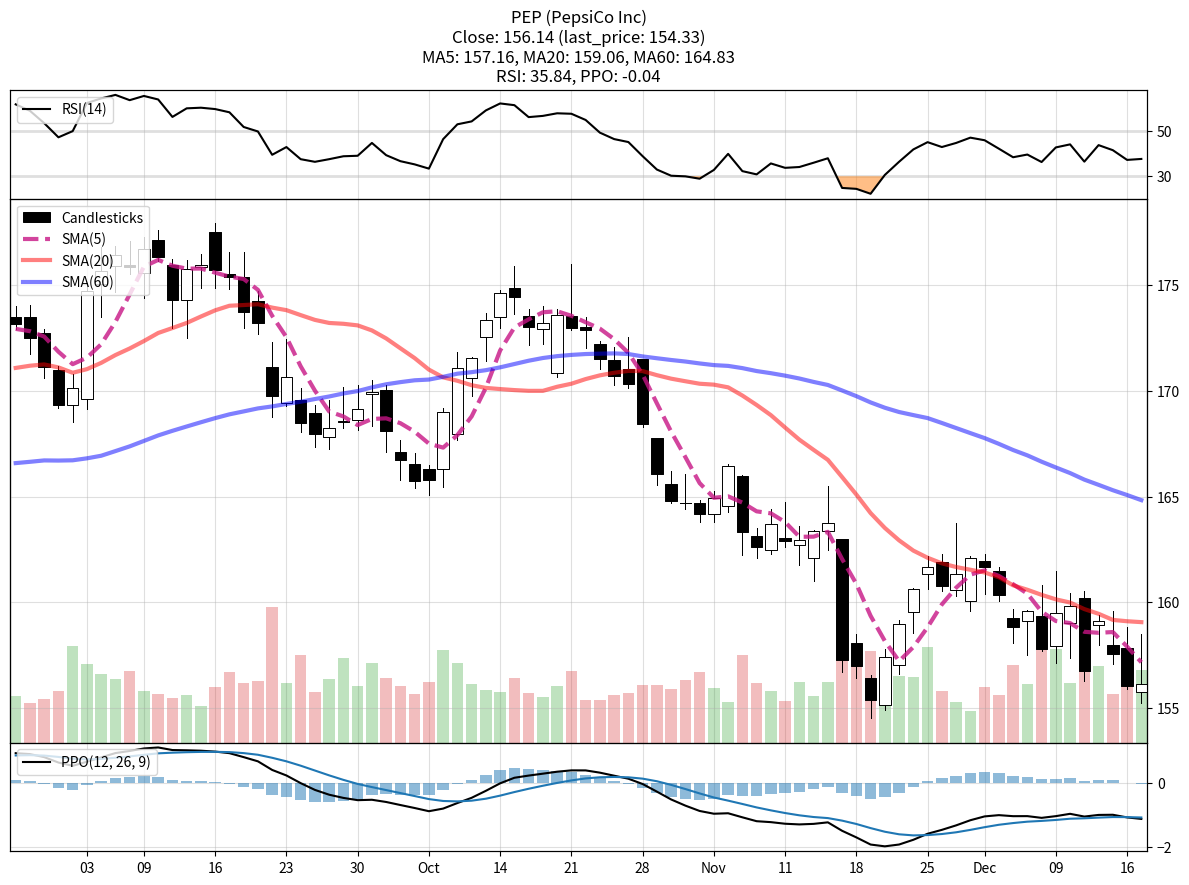 PEP (PepsiCo Inc)
Close: 156.14 (last_price: 154.33)
MA5: 157.16, MA20: 159.06, MA60: 164.83
RSI: 35.84, PPO: -0.04
RSI(14)
50
30
Candlesticks
SMA(5)
SMA(20)
SMA(60)
175
170
165
160
155
PPO(12, 26, 9)
0
−2
03 09 16 23 30 Oct 14 21 28 Nov 11 18 25 Dec 09 16